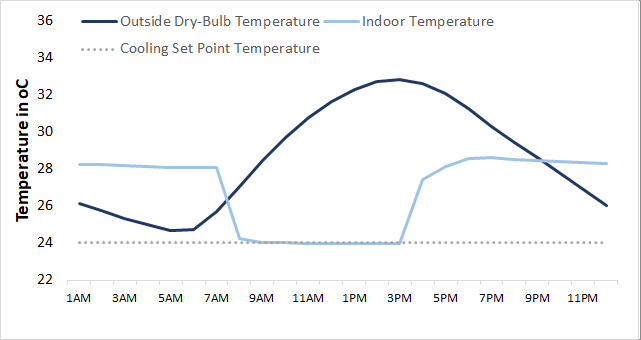 36
Outside Dry-Bulb Temperature
Indoor Temperature
Cooling Set Point Temperature
34
32
30
28
26
24
22
Temperature in oC
1AM 3AM 5AM 7AM 9AM 11AM 1PM 3PM 5PM 7PM 9PM 11PM